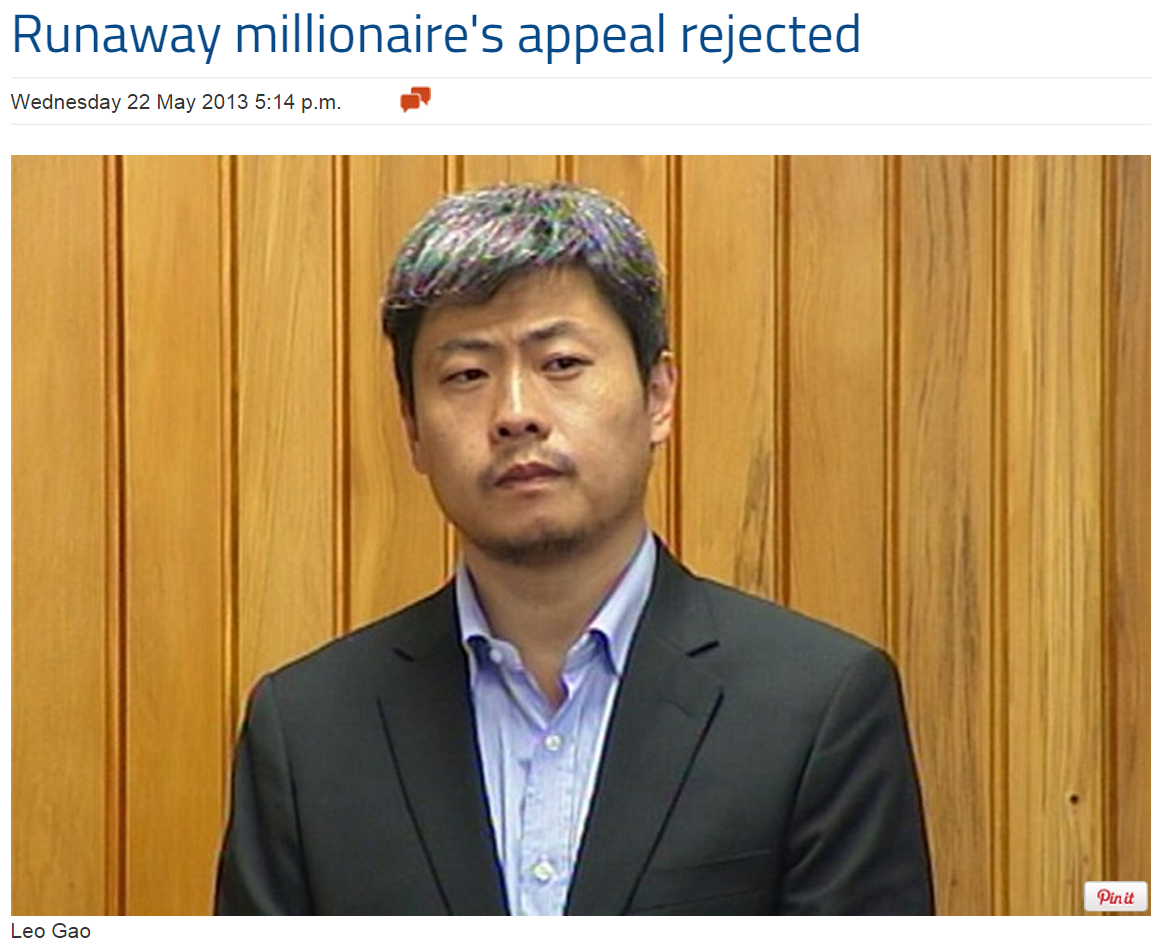 Runaway millionaire's appeal rejected
Wednesday 22 May 2013 5:14 p.m.
Pin it
Leo Gao